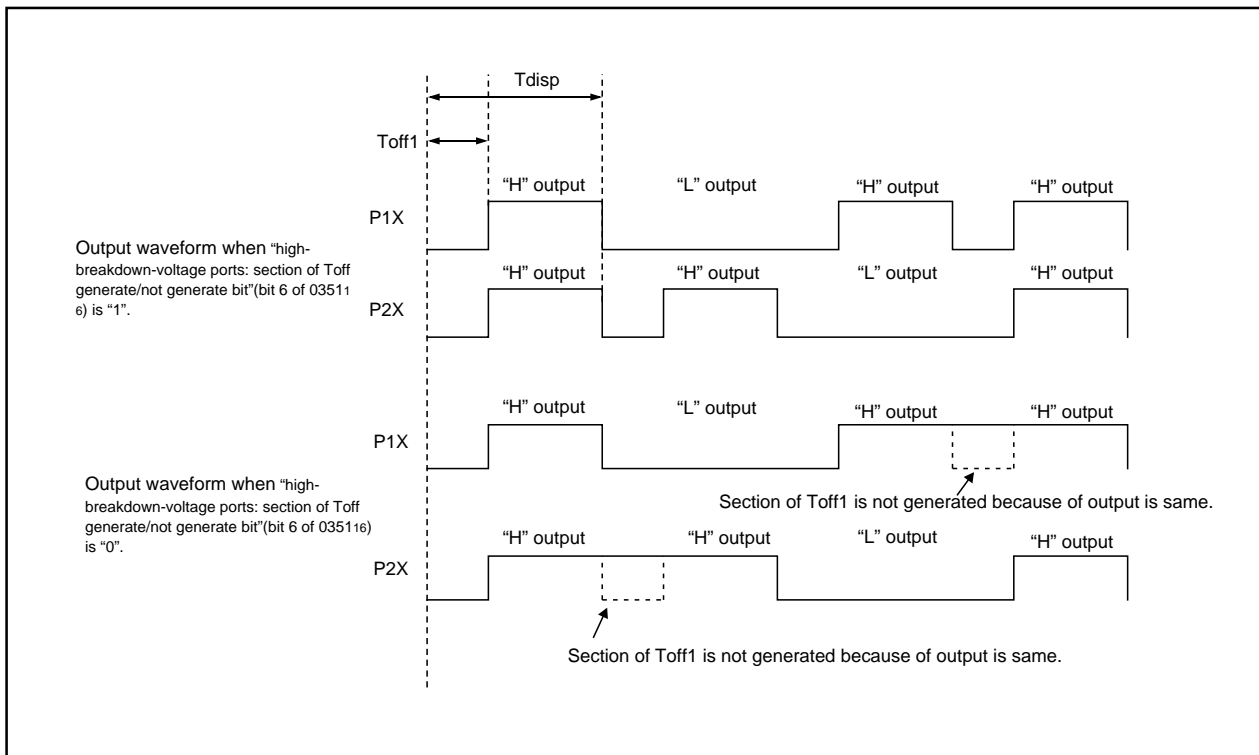 Tdisp
Toff1
“H” output “L” output “H” output “H” output
P1X
Output waveform when “high-
breakdown-voltage ports: section of Toff
generate/not generate bit”(bit 6 of 03511
6) is “1”.
“H” output “H” output “L” output “H” output
P2X
“H” output “L” output “H” output “H” output
P1X
Section of Toff1 is not generated because of output is same.
Output waveform when “high-
breakdown-voltage ports: section of Toff
generate/not generate bit”(bit 6 of 035116)
is “0”.
“H” output “H” output “L” output “H” output
P2X
Section of Toff1 is not generated because of output is same.